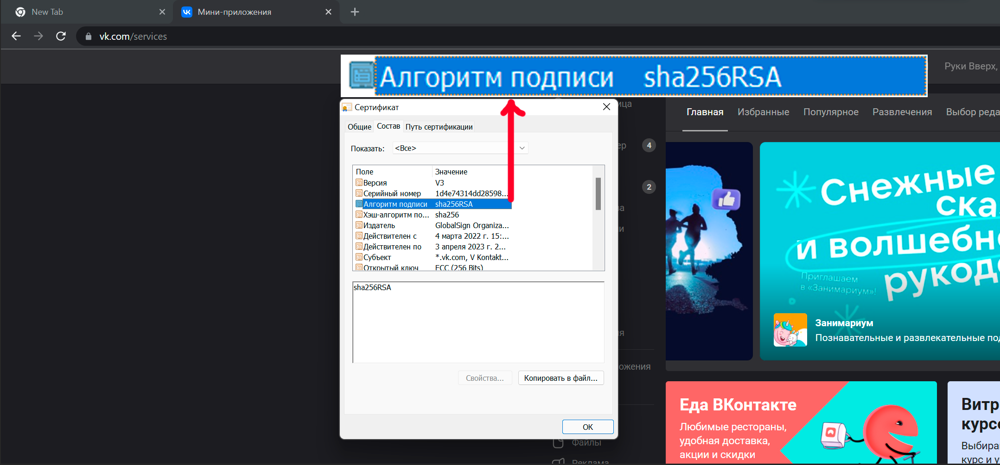 New Tab
Мини-приложения
vk.com/services
Алгоритм подписи sha256RSA
Руки Вверх,
Сертификат
Общие Состав Путь сертификации
Показать: <Все>
Поле Значение
Версия V3
Серийный номер 1d4e74314dd28598...
Алгоритм подписи sha256RSA
Хэш-алгоритм по... sha256
Издатель GlobalSign Organiza...
Действителен с 4 марта 2022 г. 15:...
Действителен по 3 апреля 2023 г. 2...
Субъект *.vk.com, V Kontakt...
Открытый ключ ECC (256 Bits)
sha256RSA
Свойства...
Копировать в файл...
OK
ица
ер 4
2
ва
и
ия
ожения
Файлы
Реклама
Главная Избранные Популярное Развлечения Выбор реда
Снежные
ска
и волшебн
рукод
Приглашаем
в «Занимариум»!
Занимариум
Познавательные и развлекательные по
Еда ВКонтакте
Любимые рестораны,
удобная доставка,
акции и скидки
Витр
курс
Выбира
курс и у